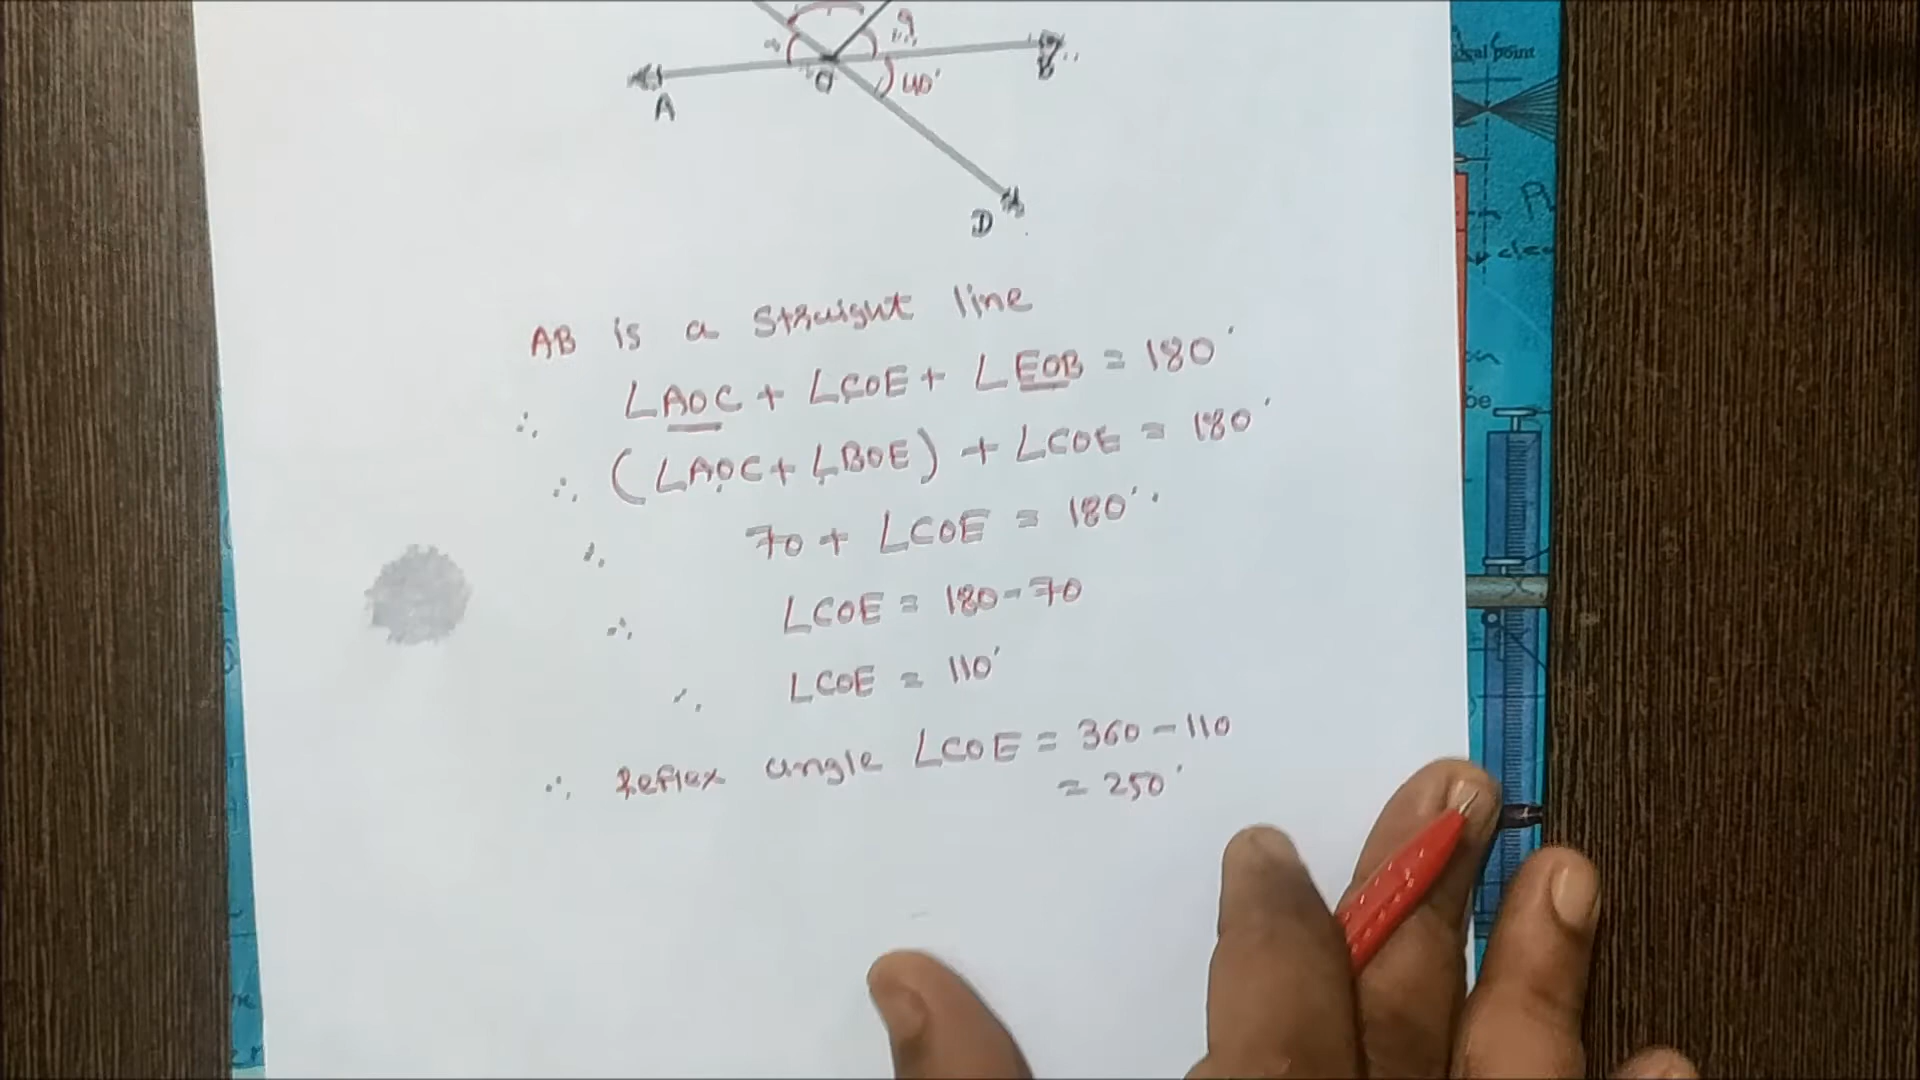 O
40°
A
B
D
AB is a straight line
∴ ∠AOC + ∠COE + ∠EOB = 180°
∴ (∠AOC + ∠BOE) + ∠COE = 180°
∴ 70 + ∠COE = 180°
∴ ∠COE = 180 - 70
∴ ∠COE = 110°
∴ Reflex angle ∠COE = 360 - 110
= 250°
point